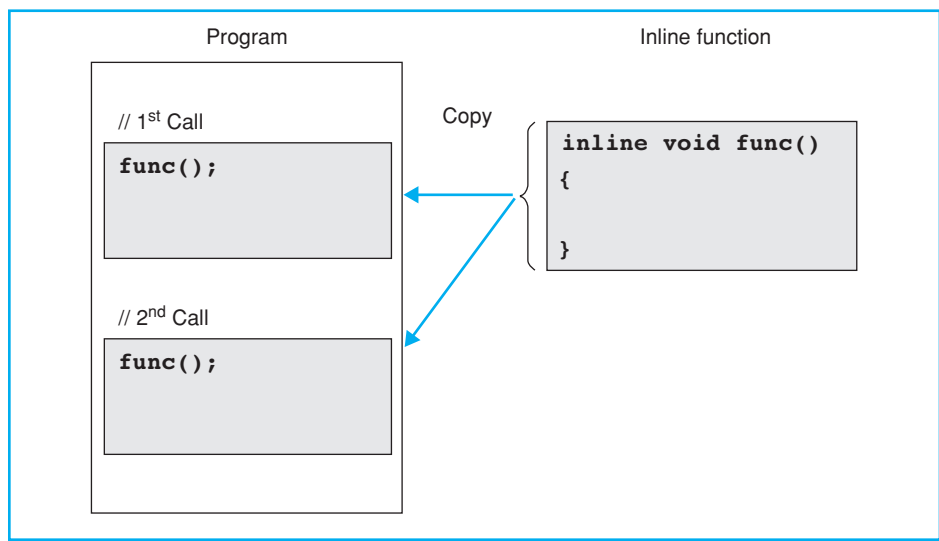 Program
Inline function
// 1st Call
func();
Copy
inline void func()
{
}
// 2nd Call
func();